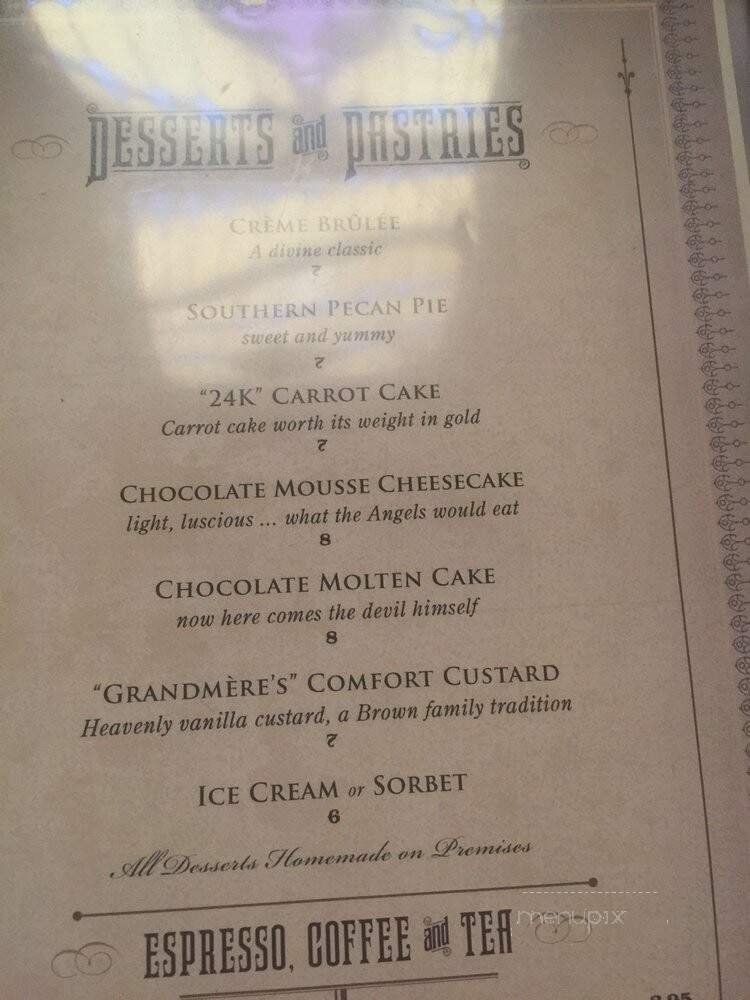 DESSERTS and PASTRIES
CRÈME BRÛLÉE
A divine classic
7
SOUTHERN PECAN PIE
sweet and yummy
7
“24K” CARROT CAKE
Carrot cake worth its weight in gold
7
CHOCOLATE MOUSSE CHEESECAKE
light, luscious ... what the Angels would eat
8
CHOCOLATE MOLTEN CAKE
now here comes the devil himself
8
“GRANDMÈRE’S” COMFORT CUSTARD
Heavenly vanilla custard, a Brown family tradition
7
ICE CREAM or SORBET
6
All Desserts Homemade on Premises
menupix
ESPRESSO, COFFEE and TEA